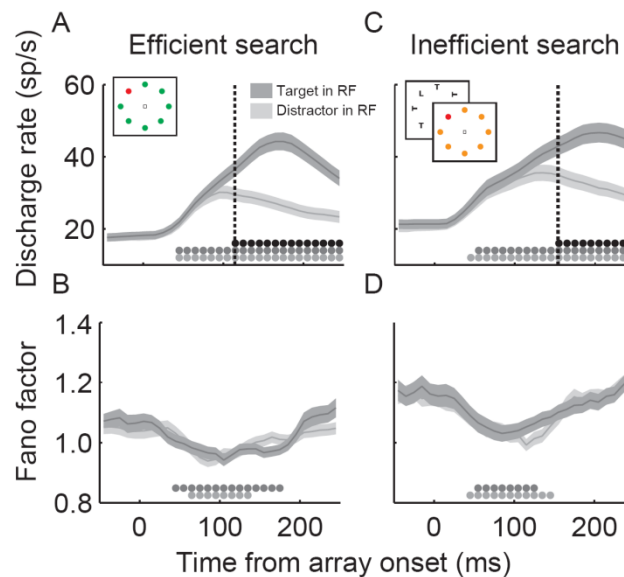 A
Efficient search
C
Inefficient search
Discharge rate (sp/s)
60
40
20
Target in RF
Distractor in RF
T
L
T
T
T
T
B
D
Fano factor
1.4
1.2
1.0
0.8
0 100 200
0 100 200
Time from array onset (ms)